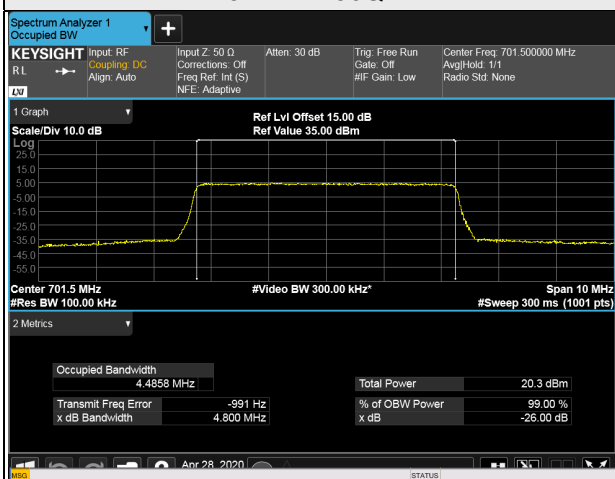 Spectrum Analyzer 1
Occupied BW
+
KEYSIGHT Input: RF Input Z: 50 Ω Atten: 30 dB Trig: Free Run Center Freq: 701.500000 MHz
R L Coupling: DC Corrections: Off Gate: Off Avg|Hold: 1/1
Align: Auto Freq Ref: Int (S) #IF Gain: Low Radio Std: None
LXI NFE: Adaptive
1 Graph Ref Lvl Offset 15.00 dB
Scale/Div 10.0 dB Ref Value 35.00 dBm
Log
25.0
15.0
5.00
-5.00
-15.0
-25.0
-35.0
-45.0
-55.0
Center 701.5 MHz #Video BW 300.00 kHz* Span 10 MHz
#Res BW 100.00 kHz #Sweep 300 ms (1001 pts)
2 Metrics
Occupied Bandwidth
4.4858 MHz Total Power 20.3 dBm
Transmit Freq Error -991 Hz % of OBW Power 99.00 %
x dB Bandwidth 4.800 MHz x dB -26.00 dB
Apr 28, 2020
MSG STATUS